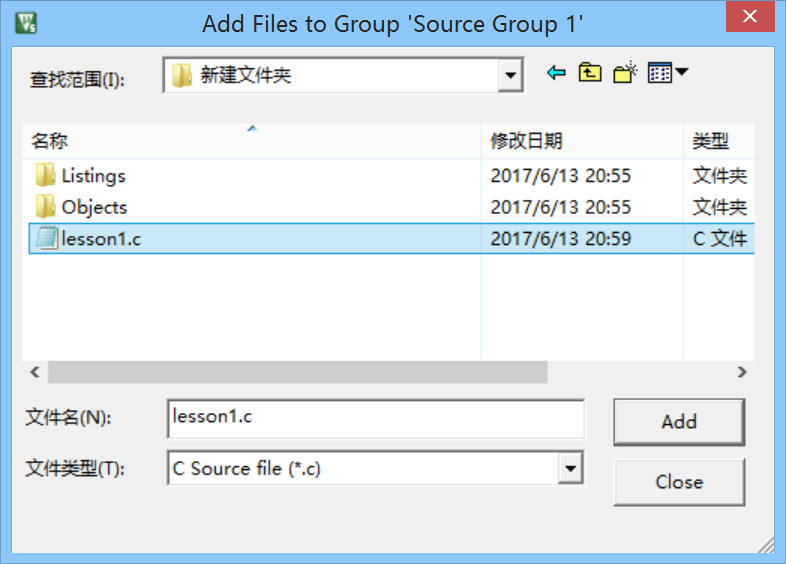 Add Files to Group 'Source Group 1'
查找范围(I): 新建文件夹
名称 修改日期 类型
Listings 2017/6/13 20:55 文件夹
Objects 2017/6/13 20:55 文件夹
lesson1.c 2017/6/13 20:59 C 文件
文件名(N): lesson1.c Add
文件类型(T): C Source file (*.c) Close